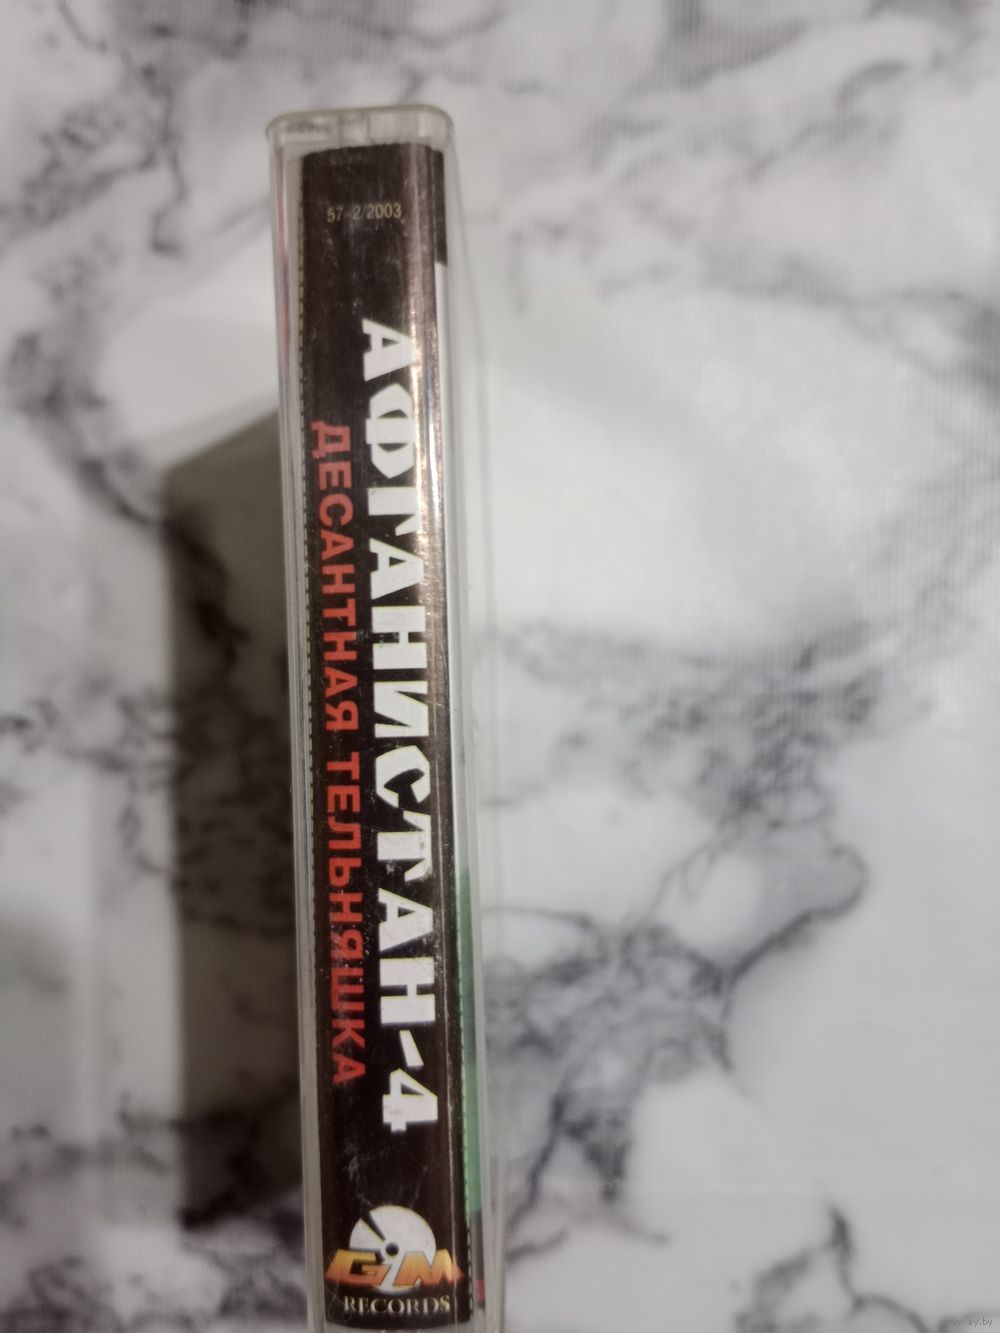 57-2/2003
АФГАНИСТАН-4
ДЕСАНТНАЯ ТЕЛЬНЯШКА
GM
RECORDS
www.ay.by